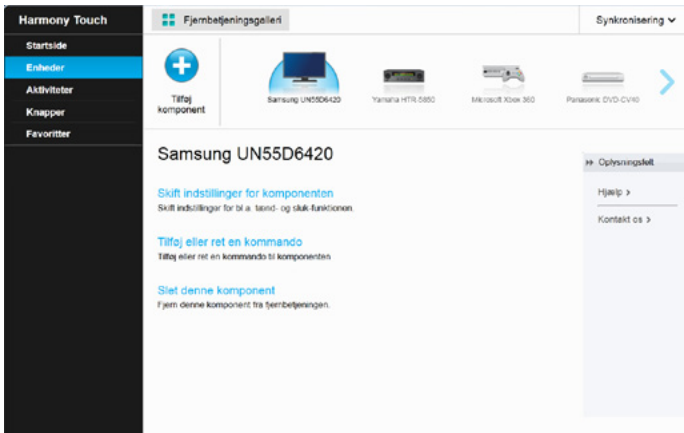 Harmony Touch
Fjernbetjeningsgalleri
Synkronisering
Startside
Enheder
Aktiviteter
Knapper
Favoritter
Tilføj
komponent
Samsung UN55D6420
Yamaha HTR-5850
Microsoft Xbox 360
Panasonic DVD-CV40
Samsung UN55D6420
Skift indstillinger for komponenten
Skift indstillinger for bl.a. tænd- og sluk-funktionen.
Tilføj eller ret en kommando
Tilføj eller ret en kommando til komponenten
Slet denne komponent
Fjern denne komponent fra fjernbetjeningen.
Oplysningsfelt
Hjælp >
Kontakt os >